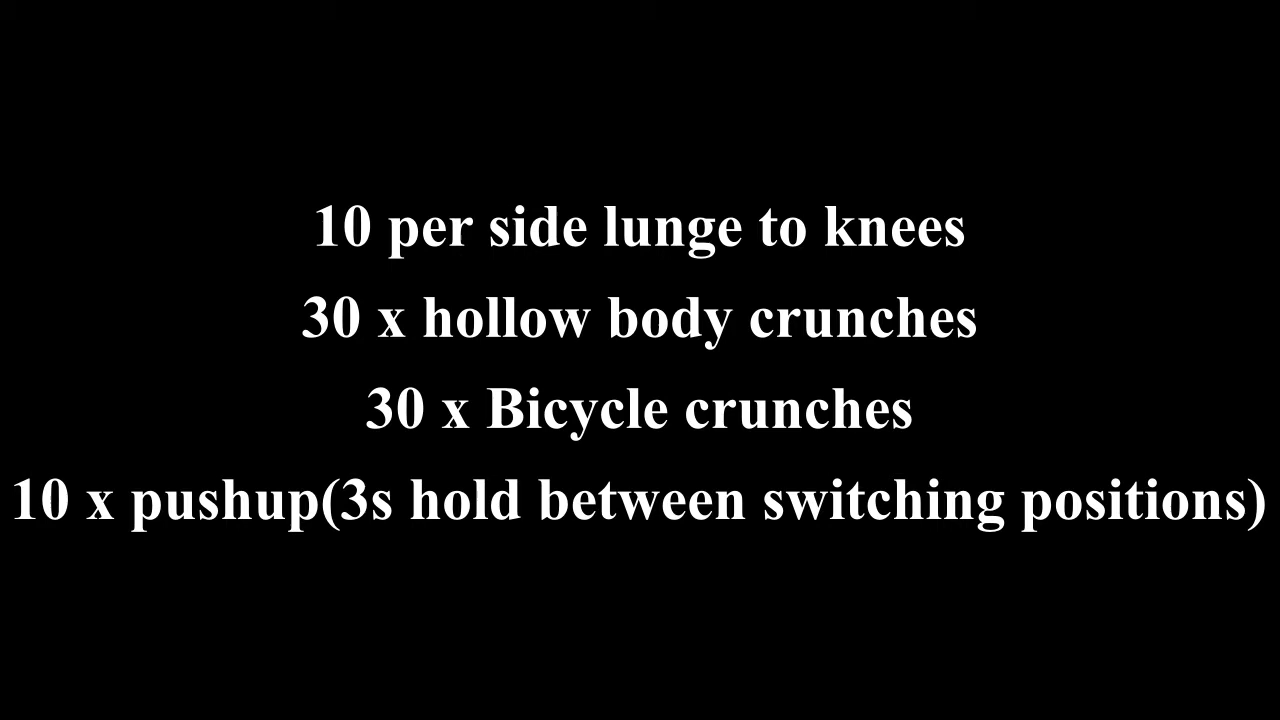 10 per side lunge to knees
30 x hollow body crunches
30 x Bicycle crunches
10 x pushup(3s hold between switching positions)